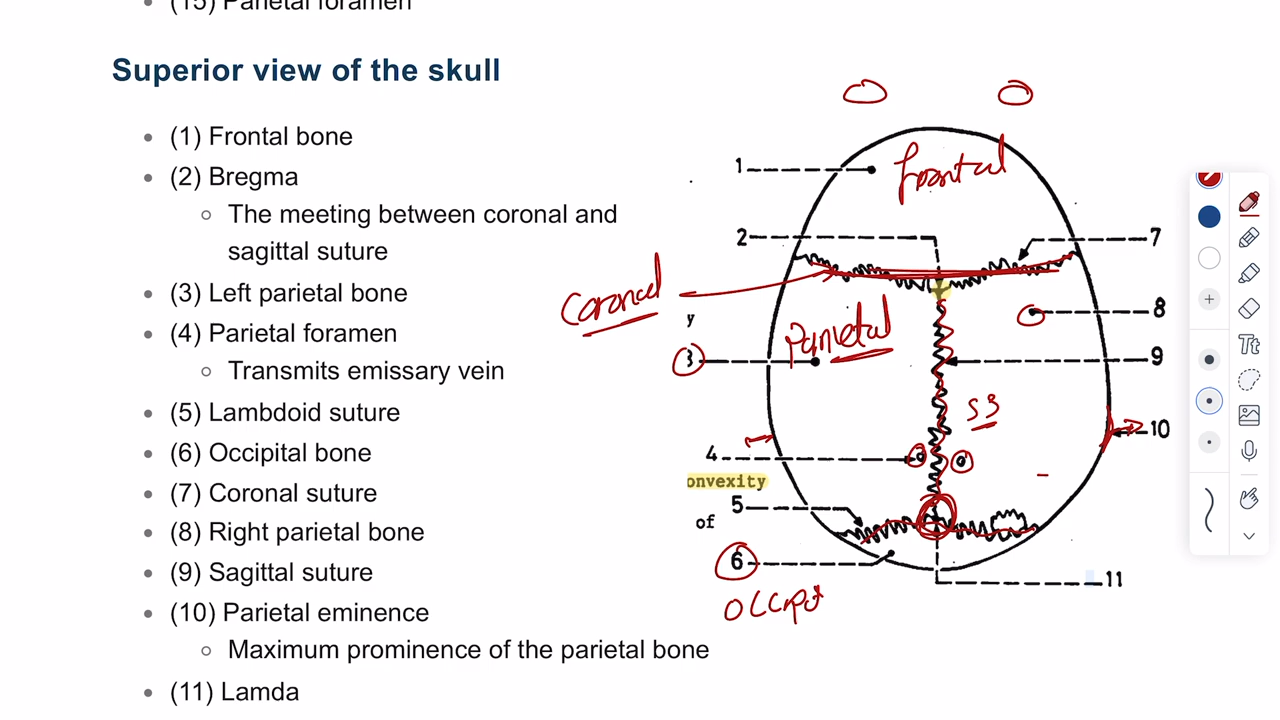 (15) Parietal foramen
Superior view of the skull
(1) Frontal bone
(2) Bregma
The meeting between coronal and
sagittal suture
(3) Left parietal bone
(4) Parietal foramen
Transmits emissary vein
(5) Lambdoid suture
(6) Occipital bone
(7) Coronal suture
(8) Right parietal bone
(9) Sagittal suture
(10) Parietal eminence
Maximum prominence of the parietal bone
(11) Lamda
1
frontal
2
7
Coronal
y
8
Parietal
3
9
S3
10
4
onvexity
5
of
6
11
Tt